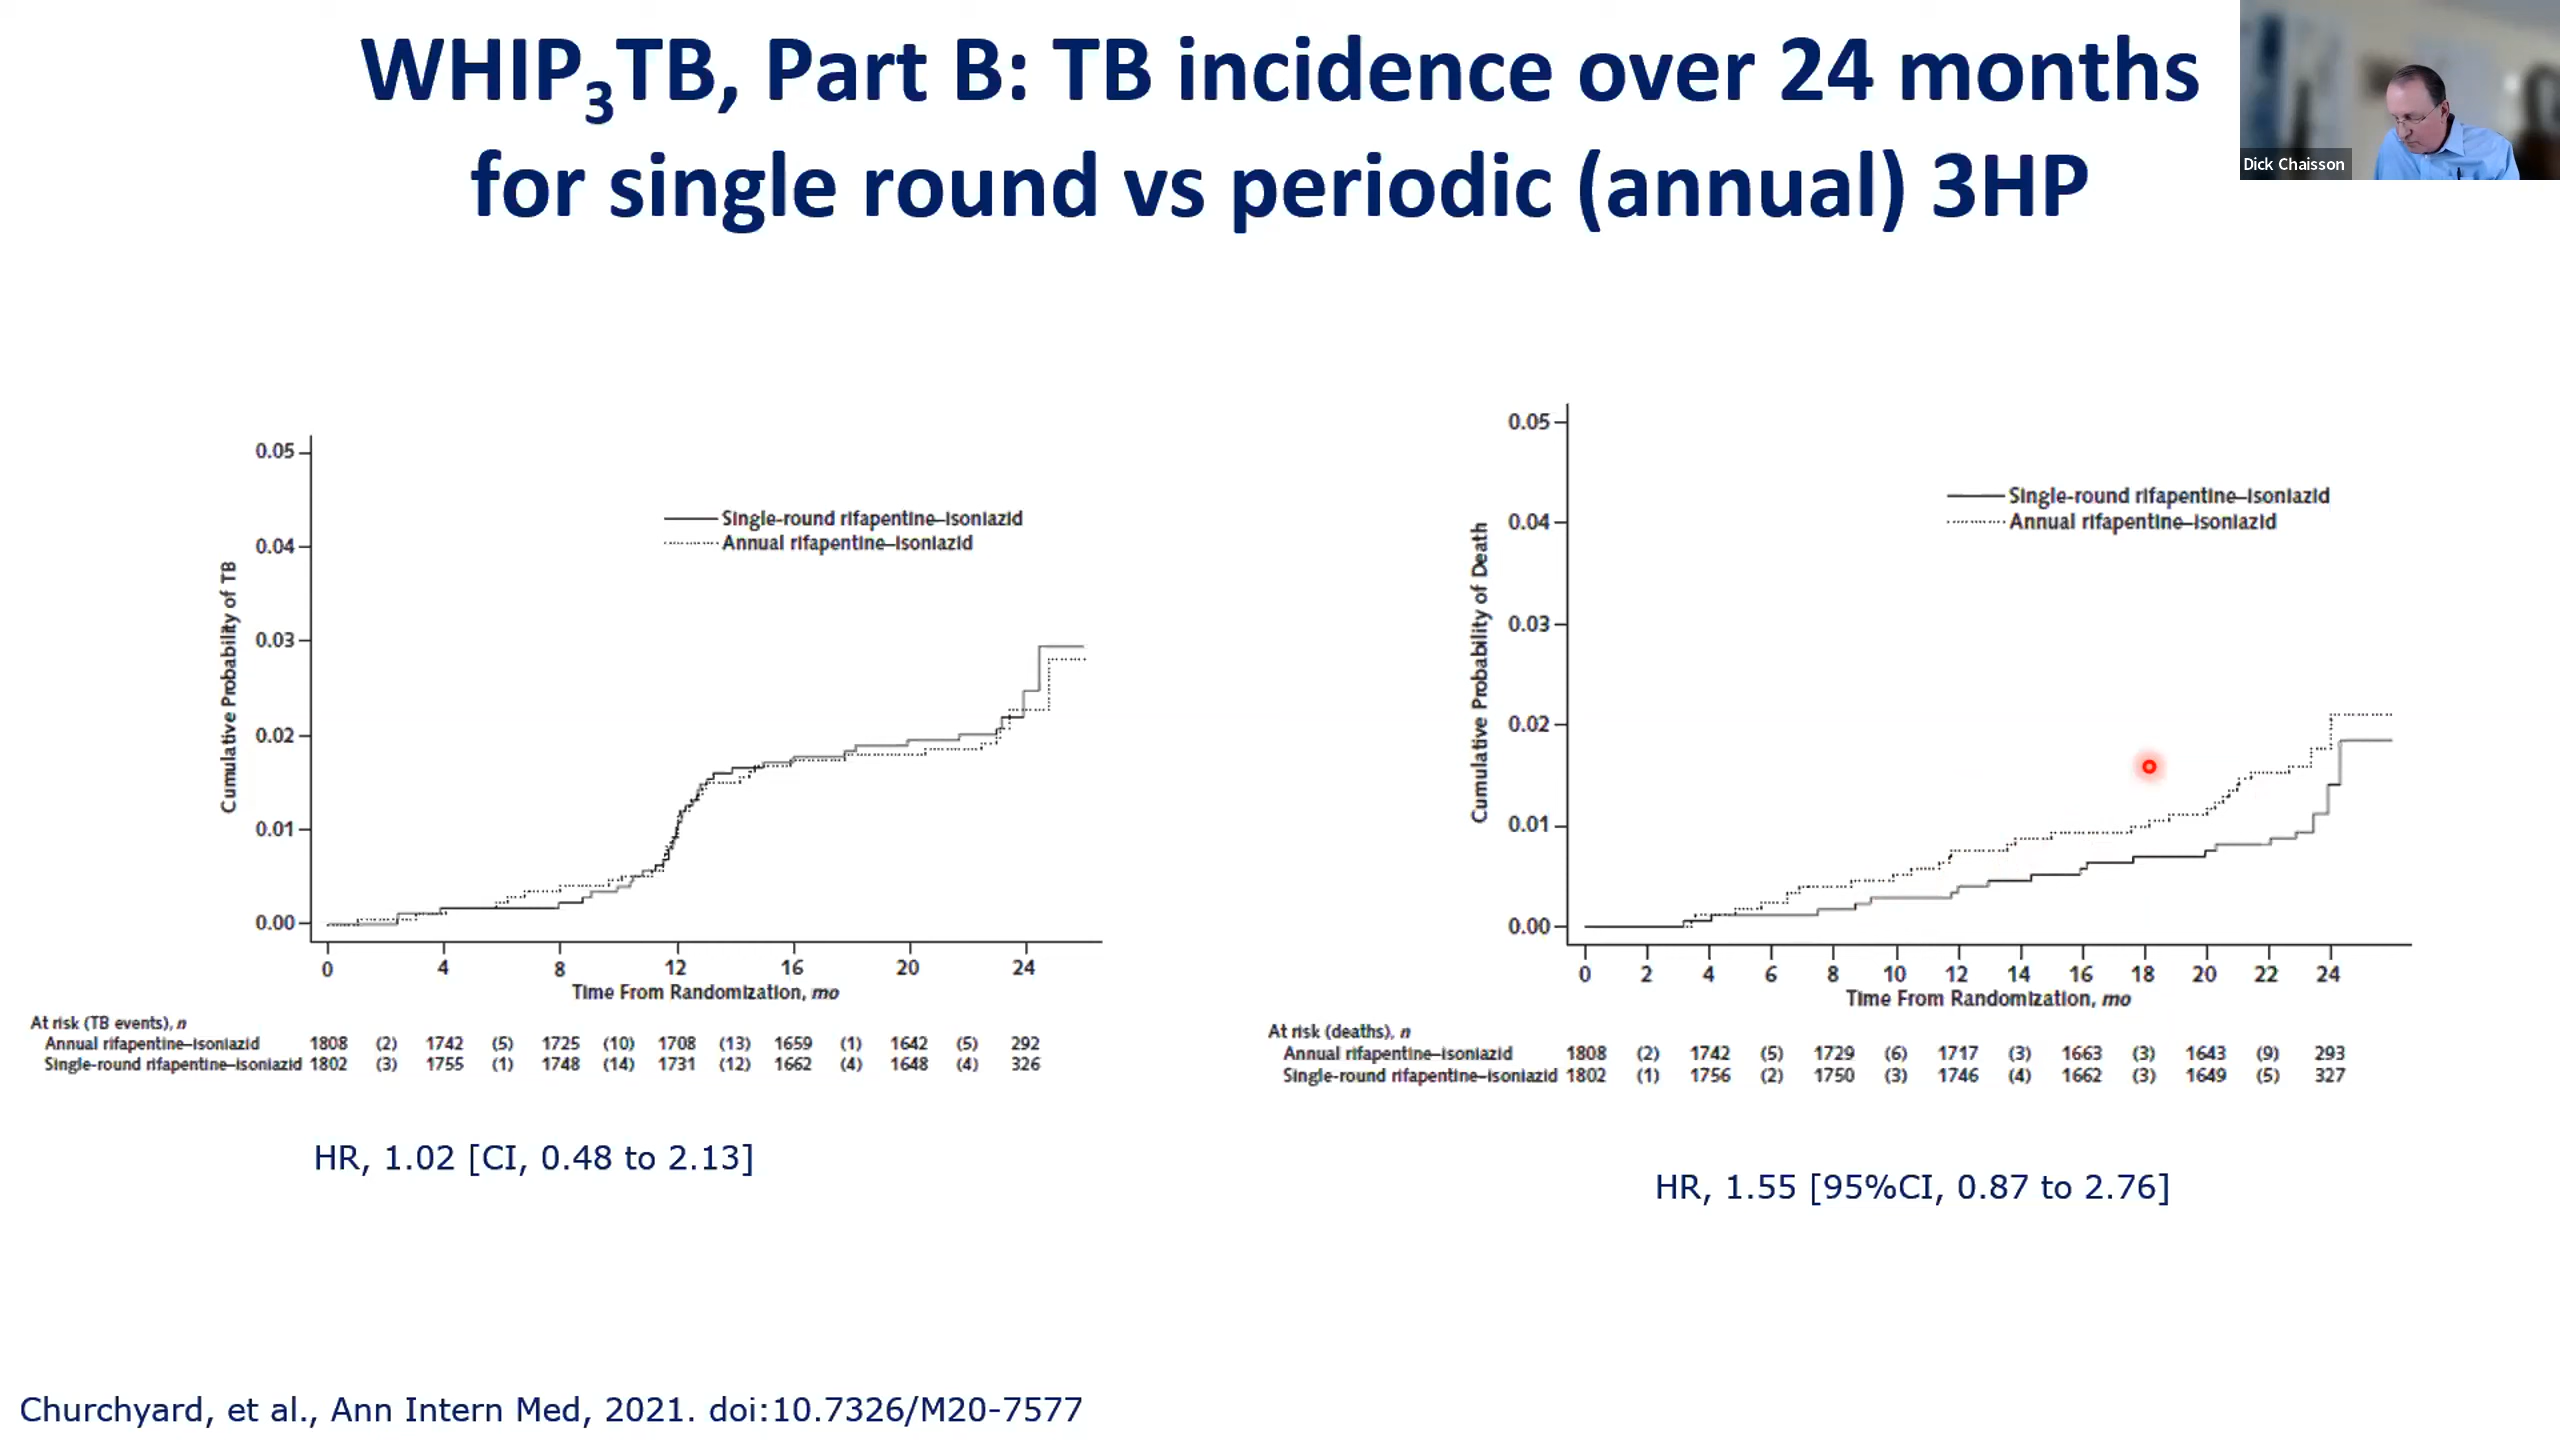 WHIP3TB, Part B: TB incidence over 24 months
for single round vs periodic (annual) 3HP
Dick Chaisson
0.05
0.04
0.03
0.02
0.01
0.00
Cumulative Probability of TB
Single-round rifapentine–isoniazid
Annual rifapentine–isoniazid
0 4 8 12 16 20 24
Time From Randomization, mo
At risk (TB events), n
Annual rifapentine–isoniazid 1808 (2) 1742 (5) 1725 (10) 1708 (13) 1659 (1) 1642 (5) 292
Single-round rifapentine–isoniazid 1802 (3) 1755 (1) 1748 (14) 1731 (12) 1662 (4) 1648 (4) 326
HR, 1.02 [CI, 0.48 to 2.13]
0.05
0.04
0.03
0.02
0.01
0.00
Cumulative Probability of Death
Single-round rifapentine–isoniazid
Annual rifapentine–isoniazid
0 2 4 6 8 10 12 14 16 18 20 22 24
Time From Randomization, mo
At risk (deaths), n
Annual rifapentine–isoniazid 1808 (2) 1742 (5) 1729 (6) 1717 (3) 1663 (3) 1643 (9) 293
Single-round rifapentine–isoniazid 1802 (1) 1756 (2) 1750 (3) 1746 (4) 1662 (3) 1649 (5) 327
HR, 1.55 [95%CI, 0.87 to 2.76]
Churchyard, et al., Ann Intern Med, 2021. doi:10.7326/M20-7577